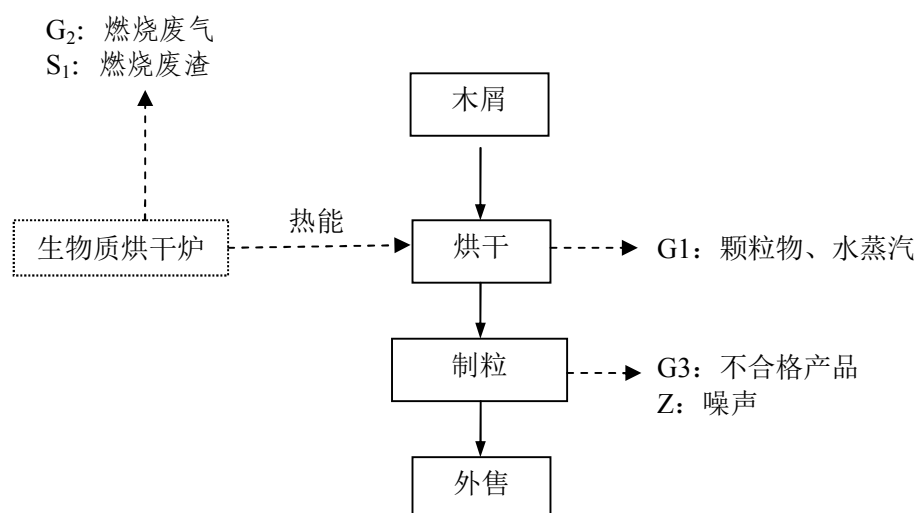 G₂：燃烧废气
S₁：燃烧废渣
木屑
热能
生物质烘干炉
烘干
G1：颗粒物、水蒸汽
制粒
G3：不合格产品
Z：噪声
外售